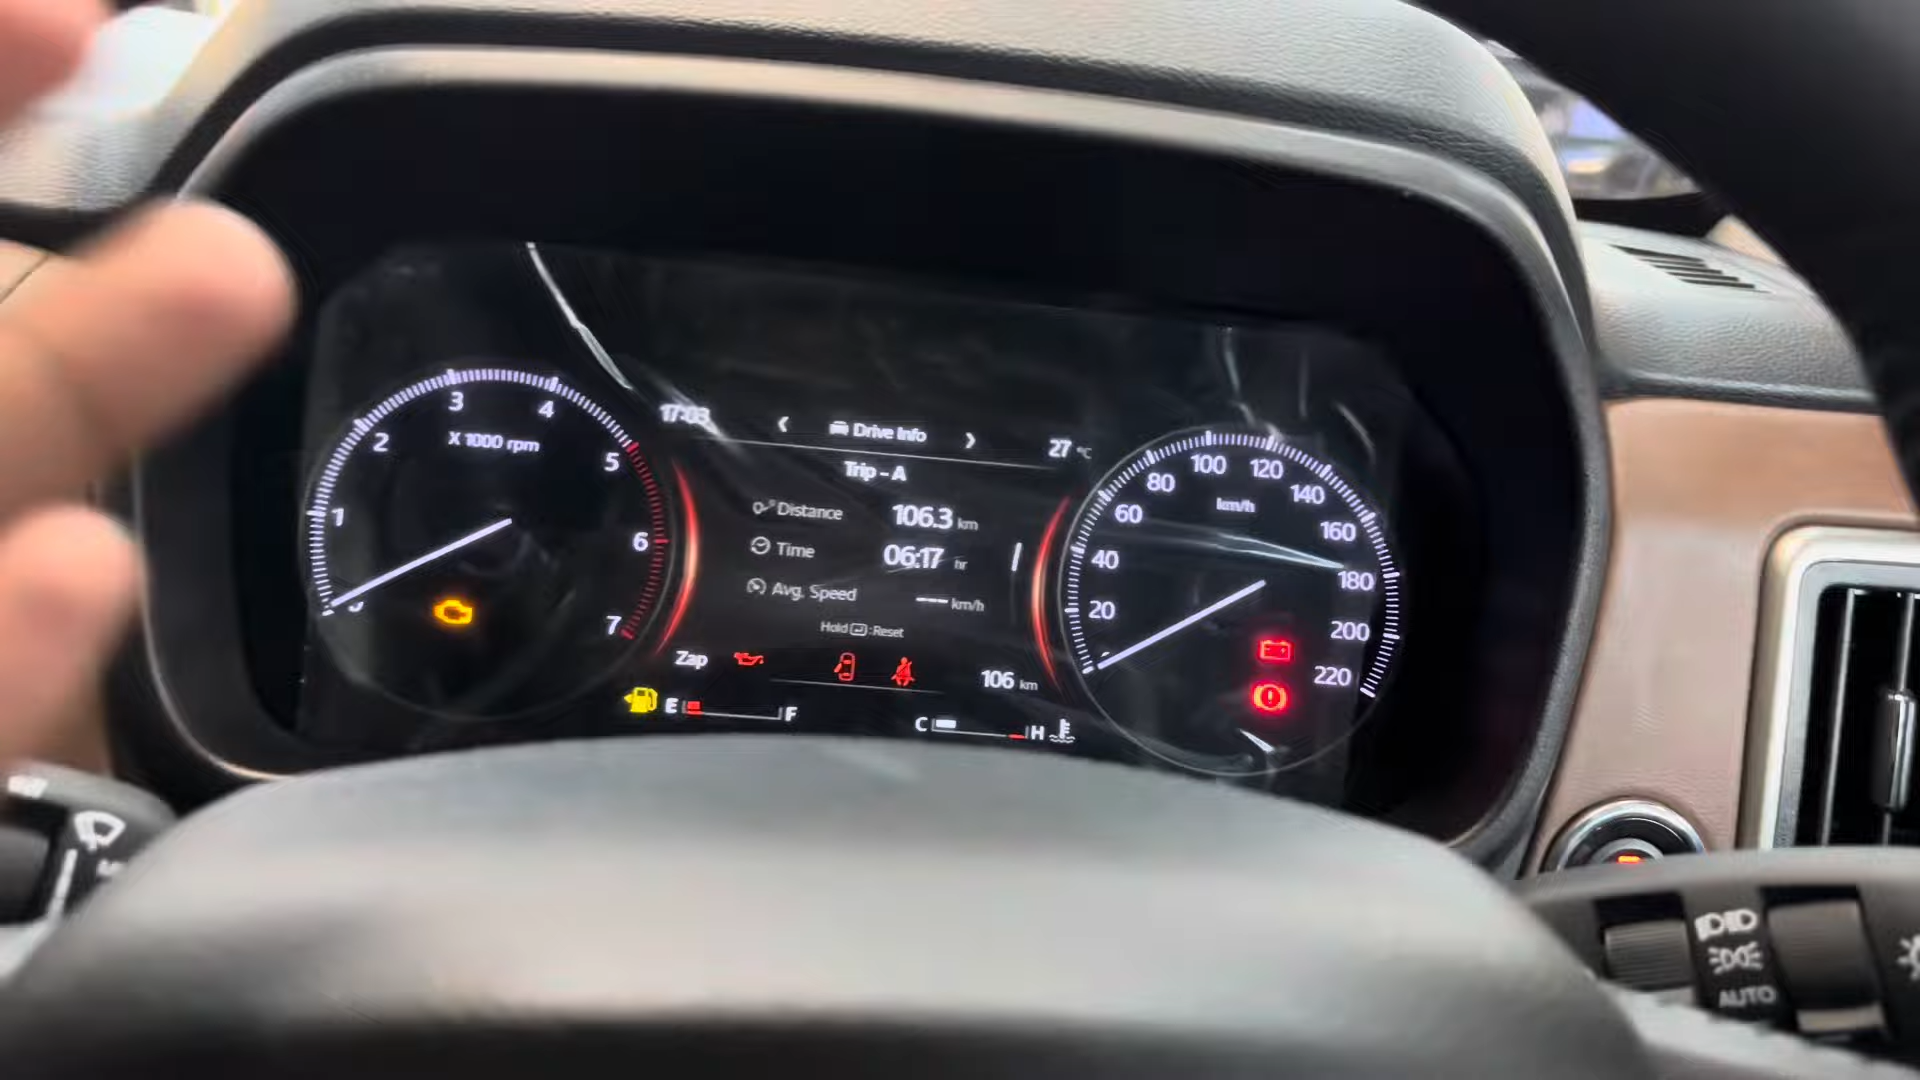 17:03
Drive Info
27 °C
Trip - A
Distance 106.3 km
Time 06:17 hr
Avg. Speed ---- km/h
Hold :Reset
Zap
106 km
E F
C H
1
2
3
4
5
6
7
X 1000 rpm
20
40
60
80
100
120
140
160
180
200
220
km/h
AUTO